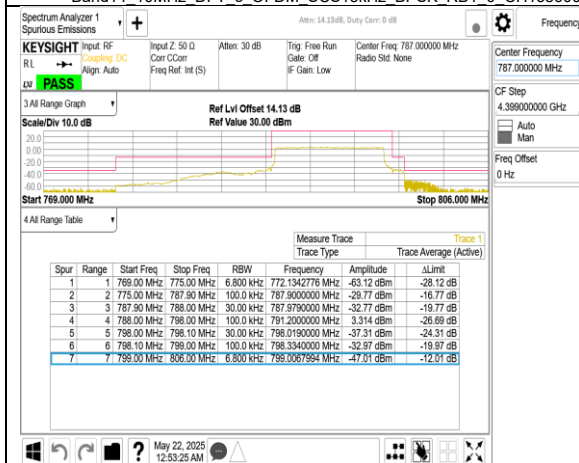 Spectrum Analyzer 1
Spurious Emissions
Attn: 14.13dB, Duty Corr: 0 dB
Frequency
KEYSIGHT
RL
Input: RF
Coupling: DC
Align: Auto
Input Z: 50 Ω
Corr CCorr
Freq Ref: Int (S)
Atten: 30 dB
Trig: Free Run
Gate: Off
IF Gain: Low
Center Freq: 787.000000 MHz
Radio Std: None
PASS
Center Frequency
787.000000 MHz
CF Step
4.399000000 GHz
Auto
Man
Freq Offset
0 Hz
3 All Range Graph
Ref Lvl Offset 14.13 dB
Scale/Div 10.0 dB
Ref Value 30.00 dBm
20.0
0.00
-20.0
-40.0
-60.0
Start 769.000 MHz
Stop 806.000 MHz
4 All Range Table
Measure Trace Trace 1
Trace Type Trace Average (Active)
Spur Range Start Freq Stop Freq RBW Frequency Amplitude ΔLimit
1 1 769.00 MHz 775.00 MHz 6.800 kHz 772.1342776 MHz -63.12 dBm -28.12 dB
2 2 775.00 MHz 787.90 MHz 100.0 kHz 787.9000000 MHz -29.77 dBm -16.77 dB
3 3 787.90 MHz 788.00 MHz 30.00 kHz 787.9790000 MHz -32.77 dBm -19.77 dB
4 4 788.00 MHz 798.00 MHz 100.0 kHz 791.2000000 MHz 3.314 dBm -26.69 dB
5 5 798.00 MHz 798.10 MHz 30.00 kHz 798.0190000 MHz -37.31 dBm -24.31 dB
6 6 798.10 MHz 799.00 MHz 100.0 kHz 798.3340000 MHz -32.97 dBm -19.97 dB
7 7 799.00 MHz 806.00 MHz 6.800 kHz 799.0067994 MHz -47.01 dBm -12.01 dB
May 22, 2025
12:53:25 AM